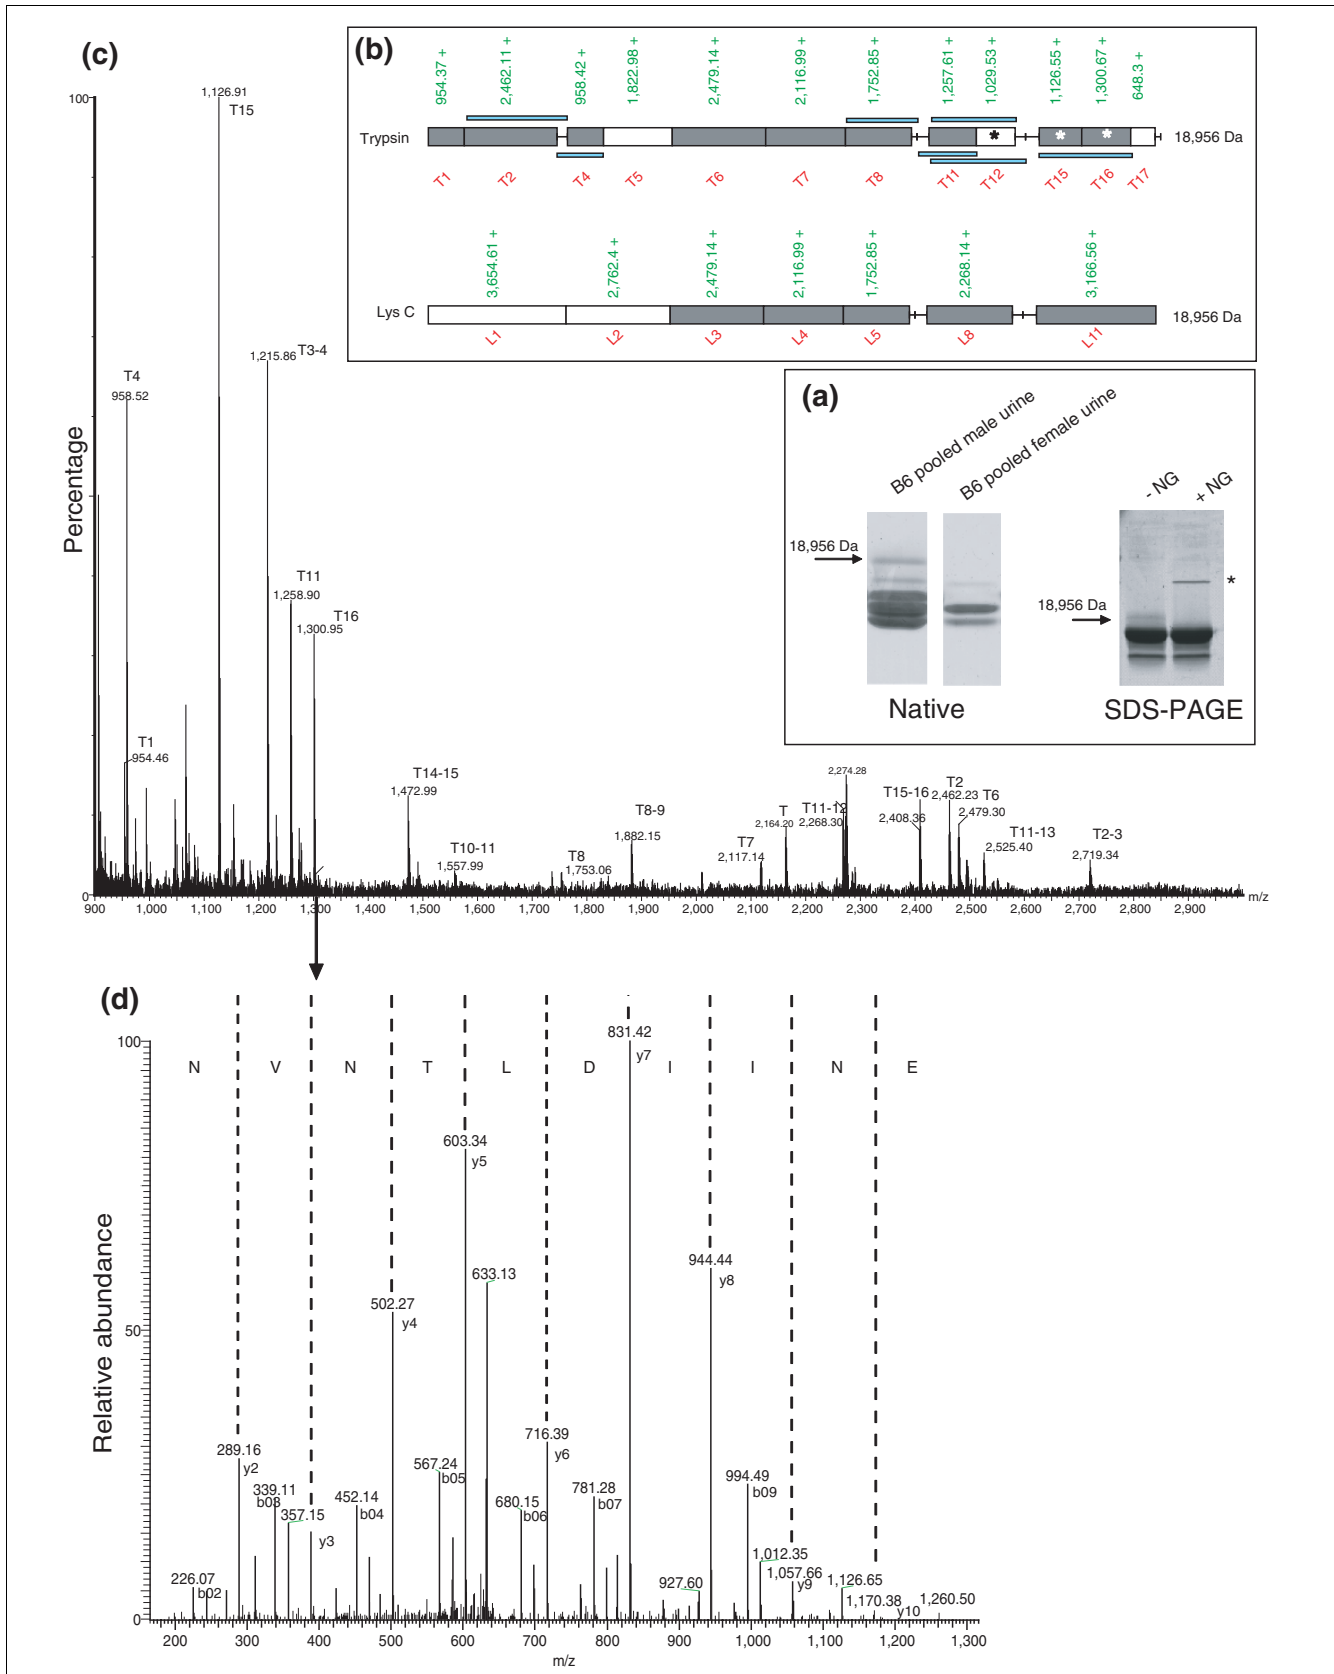 (c)
(b)
954.37 +
2,462.11 +
958.42 +
1,822.98 +
2,479.14 +
2,116.99 +
1,752.85 +
1,257.61 +
1,029.53 +
1,126.55 +
1,300.67 +
648.3 +
Trypsin
*
*
*
18,956 Da
T1
T2
T4
T5
T6
T7
T8
T11
T12
T15
T16
T17
3,654.61 +
2,762.4 +
2,479.14 +
2,116.99 +
1,752.85 +
2,268.14 +
3,166.56 +
Lys C
18,956 Da
L1
L2
L3
L4
L5
L8
L11
(a)
B6 pooled male urine
B6 pooled female urine
- NG
+ NG
18,956 Da
18,956 Da
*
Native
SDS-PAGE
Percentage
100
0
1,126.91
T15
T4
958.52
1,215.86
T3-4
T11
1,258.90
T16
1,300.95
T1
954.46
T14-15
1,472.99
T10-11
1,557.99
T8
1,753.06
T8-9
1,882.15
T7
2,117.14
T
2,164.20
T11-12
2,268.30
2,274.28
T15-16
2,408.36
T2
2,462.23
T6
2,479.30
T11-13
2,525.40
T2-3
2,719.34
900 1,000 1,100 1,200 1,300 1,400 1,500 1,600 1,700 1,800 1,900 2,000 2,100 2,200 2,300 2,400 2,500 2,600 2,700 2,800 2,900 m/z
(d)
N V N T L D I I N E
Relative abundance
100
50
0
831.42
y7
603.34
y5
944.44
y8
633.13
502.27
y4
716.39
y6
289.16
y2
567.24
b05
994.49
b09
339.11
b03
357.15
y3
452.14
b04
680.15
b06
781.28
b07
226.07
b02
927.60
1,012.35
1,057.66
y9
1,126.65
1,170.38
y10
1,260.50
200 300 400 500 600 700 800 900 1,000 1,100 1,200 1,300
m/z